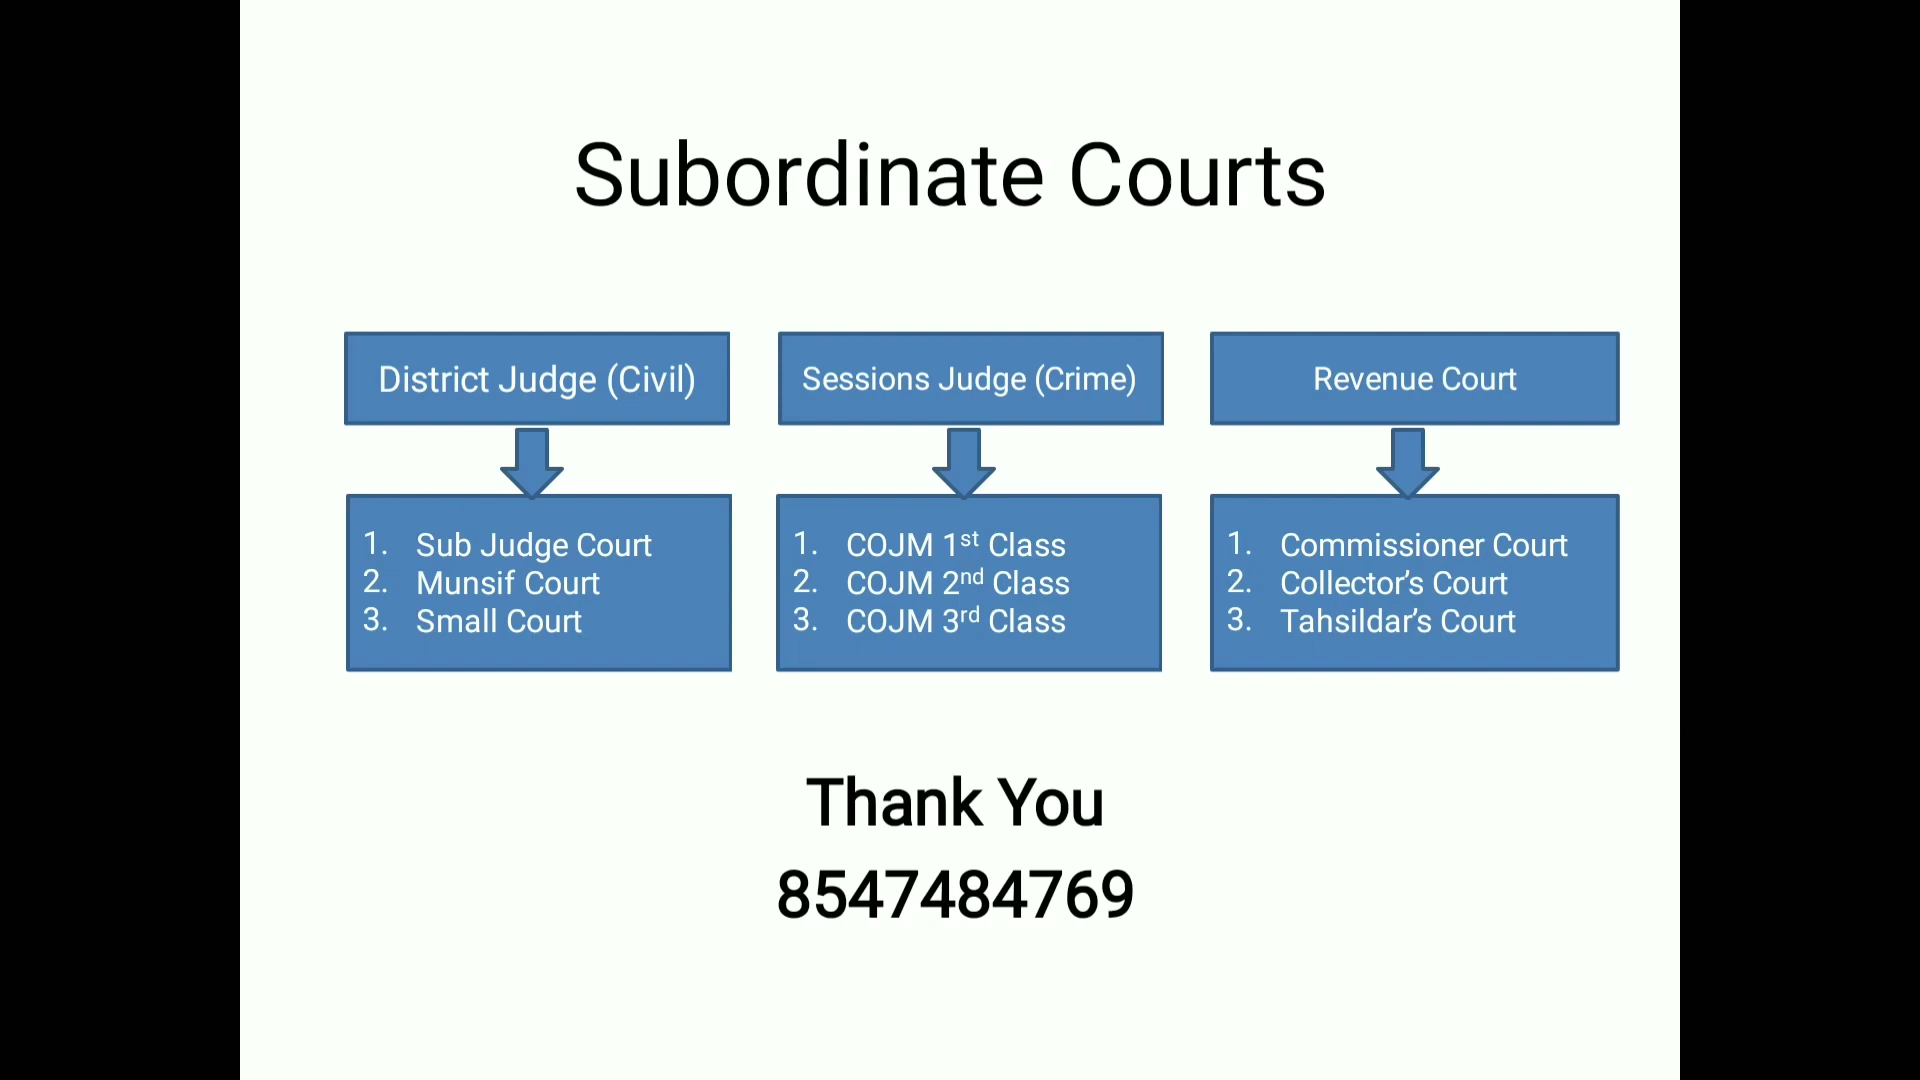 Subordinate Courts
District Judge (Civil)
1. Sub Judge Court
2. Munsif Court
3. Small Court
Sessions Judge (Crime)
1. COJM 1st Class
2. COJM 2nd Class
3. COJM 3rd Class
Revenue Court
1. Commissioner Court
2. Collector’s Court
3. Tahsildar’s Court
Thank You
8547484769